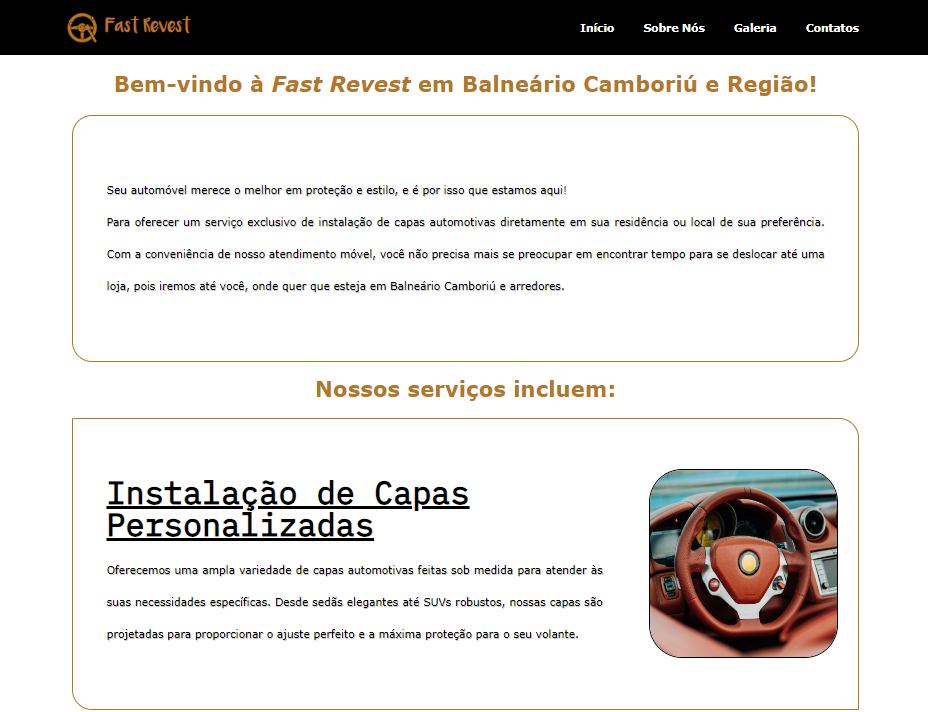 Fast Revest
Início Sobre Nós Galeria Contatos
Bem-vindo à Fast Revest em Balneário Camboriú e Região!
Seu automóvel merece o melhor em proteção e estilo, e é por isso que estamos aqui!
Para oferecer um serviço exclusivo de instalação de capas automotivas diretamente em sua residência ou local de sua preferência.
Com a conveniência de nosso atendimento móvel, você não precisa mais se preocupar em encontrar tempo para se deslocar até uma
loja, pois iremos até você, onde quer que esteja em Balneário Camboriú e arredores.
Nossos serviços incluem:
Instalação de Capas
Personalizadas
Oferecemos uma ampla variedade de capas automotivas feitas sob medida para atender às
suas necessidades específicas. Desde sedãs elegantes até SUVs robustos, nossas capas são
projetadas para proporcionar o ajuste perfeito e a máxima proteção para o seu volante.